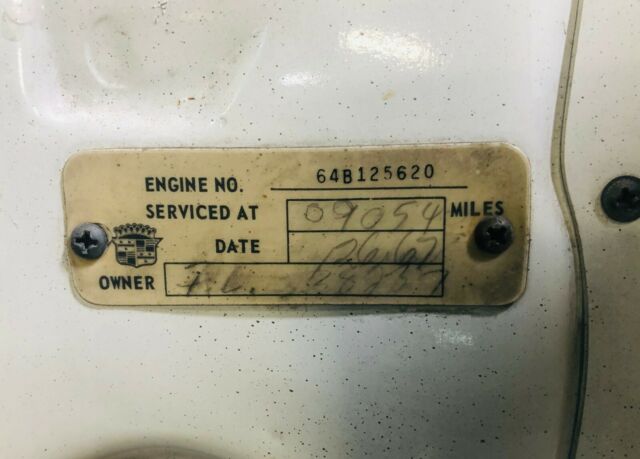 ENGINE NO. 64B125620
SERVICED AT 09054 MILES
DATE
OWNER